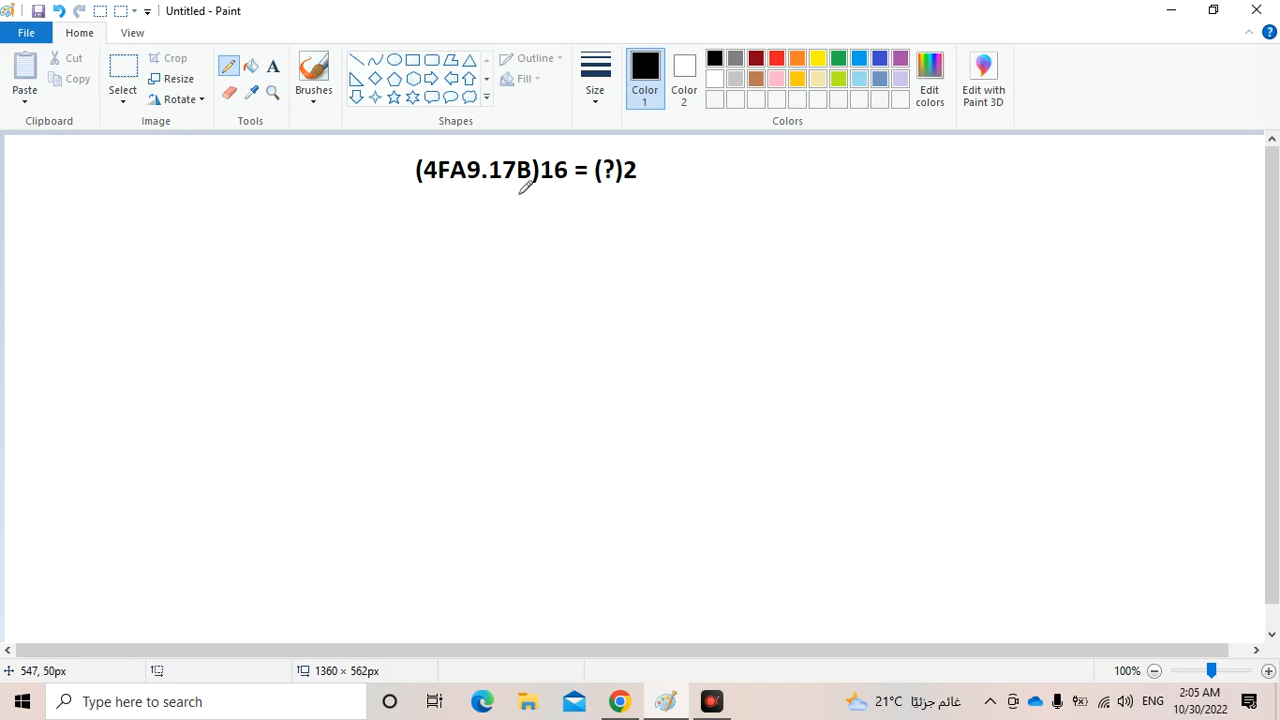 Untitled - Paint
File Home View
Paste
Cut
Copy
Clipboard
Select
Crop
Resize
Rotate
Image
A
Tools
Brushes
Outline
Fill
Shapes
Size
Color 1
Color 2
Edit colors
Colors
Edit with Paint 3D
(4FA9.17B)16 = (?)2
547, 50px
1360 × 562px
100%
Type here to search
21°C غائم جزئيًا
ENG
2:05 AM
10/30/2022